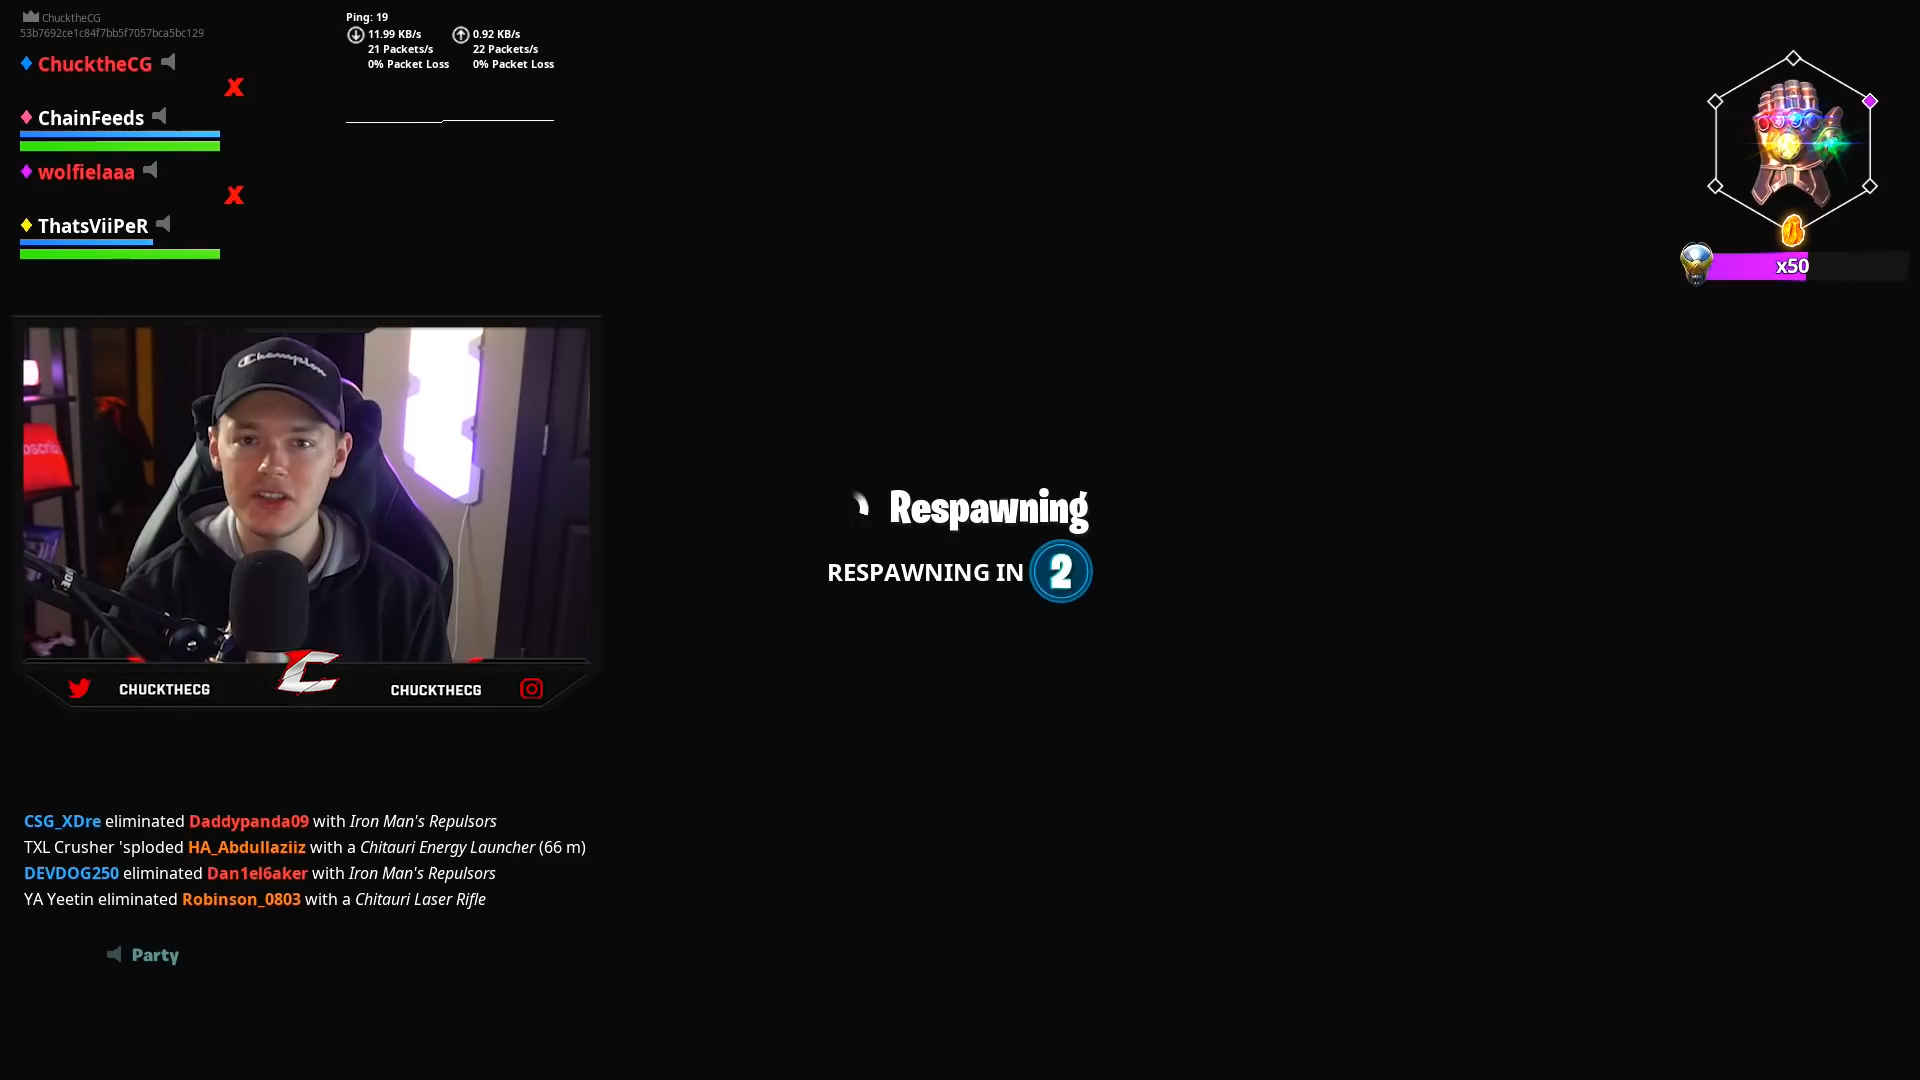 ChucktheCG
53b7692ce1c84f7bb5f7057bca5bc129
ChucktheCG
X
ChainFeeds
wolfielaaa
X
ThatsViiPeR
Ping: 19
11.99 KB/s
21 Packets/s
0% Packet Loss
0.92 KB/s
22 Packets/s
0% Packet Loss
x50
Champion
CHUCKTHECG
CHUCKTHECG
Respawning
RESPAWNING IN 2
CSG_XDre eliminated Daddypanda09 with Iron Man's Repulsors
TXL Crusher 'sploded HA_Abdullaziiz with a Chitauri Energy Launcher (66 m)
DEVDOG250 eliminated Dan1el6aker with Iron Man's Repulsors
YA Yeetin eliminated Robinson_0803 with a Chitauri Laser Rifle
Party